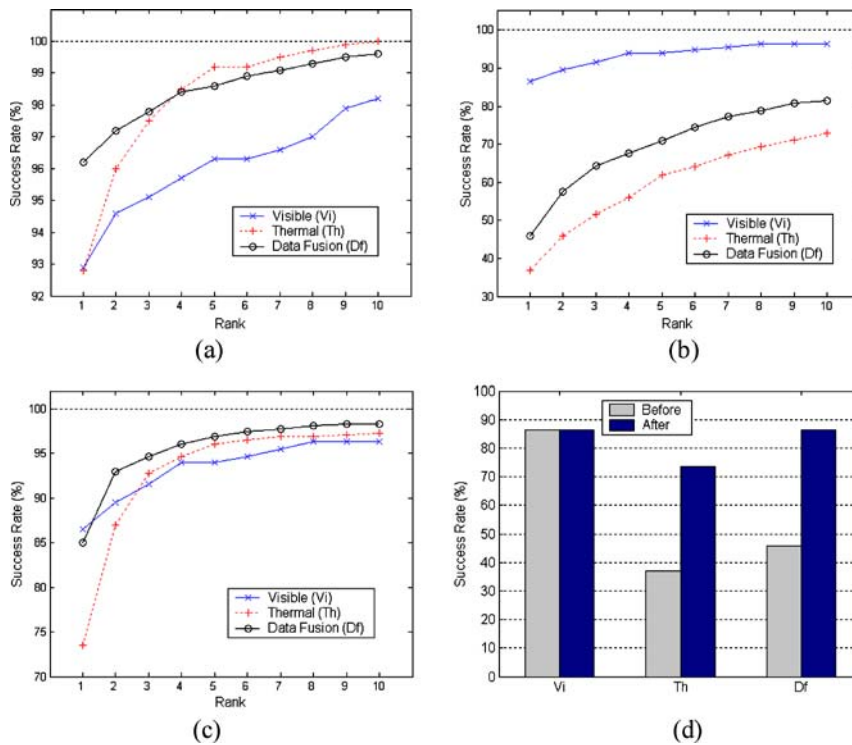 100
99
98
97
96
95
94
93
92
Success Rate (%)
Visible (Vi)
Thermal (Th)
Data Fusion (Df)
1 2 3 4 5 6 7 8 9 10
Rank
(a)
100
90
80
70
60
50
40
30
Success Rate (%)
Visible (Vi)
Thermal (Th)
Data Fusion (Df)
1 2 3 4 5 6 7 8 9 10
Rank
(b)
100
95
90
85
80
75
70
Success Rate (%)
Visible (Vi)
Thermal (Th)
Data Fusion (Df)
1 2 3 4 5 6 7 8 9 10
Rank
(c)
100
90
80
70
60
50
40
30
20
10
0
Success Rate (%)
Before
After
Vi Th Df
(d)